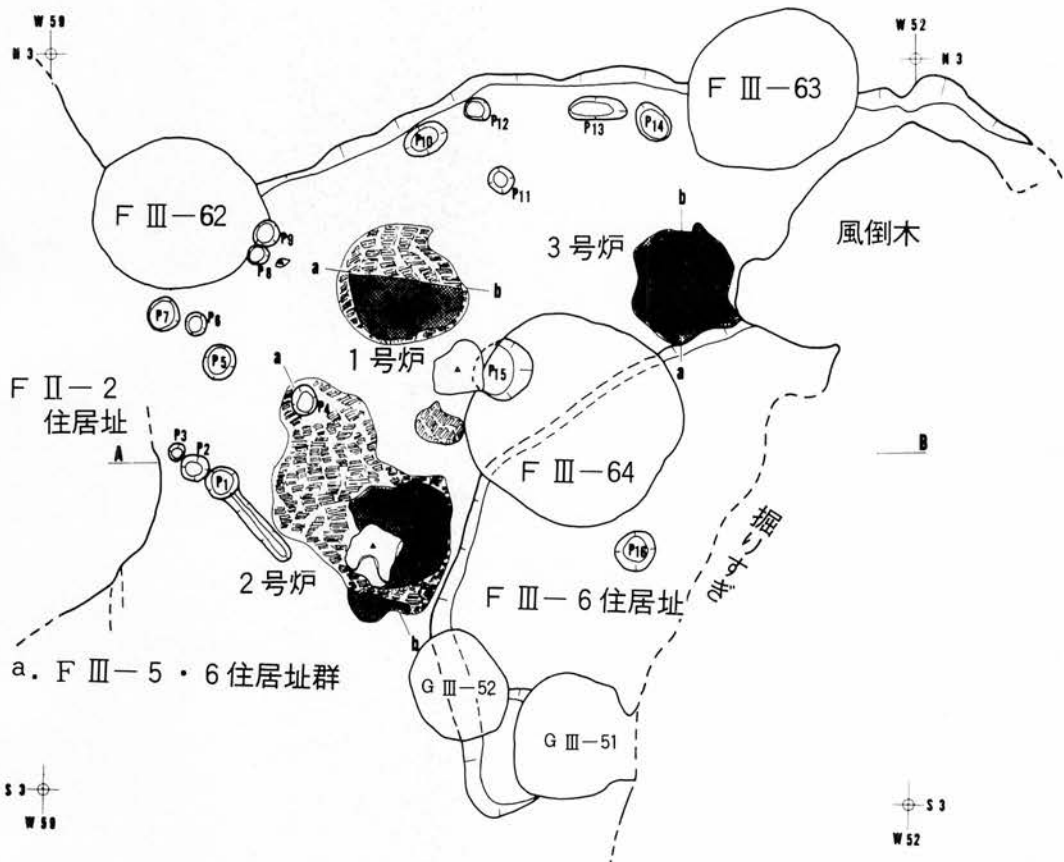 W 59
N 3
W 52
N 3
F Ⅲ—63
P12
P13
P14
P10
P11
F Ⅲ—62
P9
P8
3号炉
b
風倒木
a
b
P7
P6
1号炉
P5
a
P15
a
F Ⅱ—2
住居址
P4
P3
A
P2
P1
F Ⅲ—64
B
掘りすぎ
P16
2号炉
F Ⅲ—6住居址
b
a. F Ⅲ—5・6住居址群
G Ⅲ—52
G Ⅲ—51
S 3
W 59
S 3
W 52